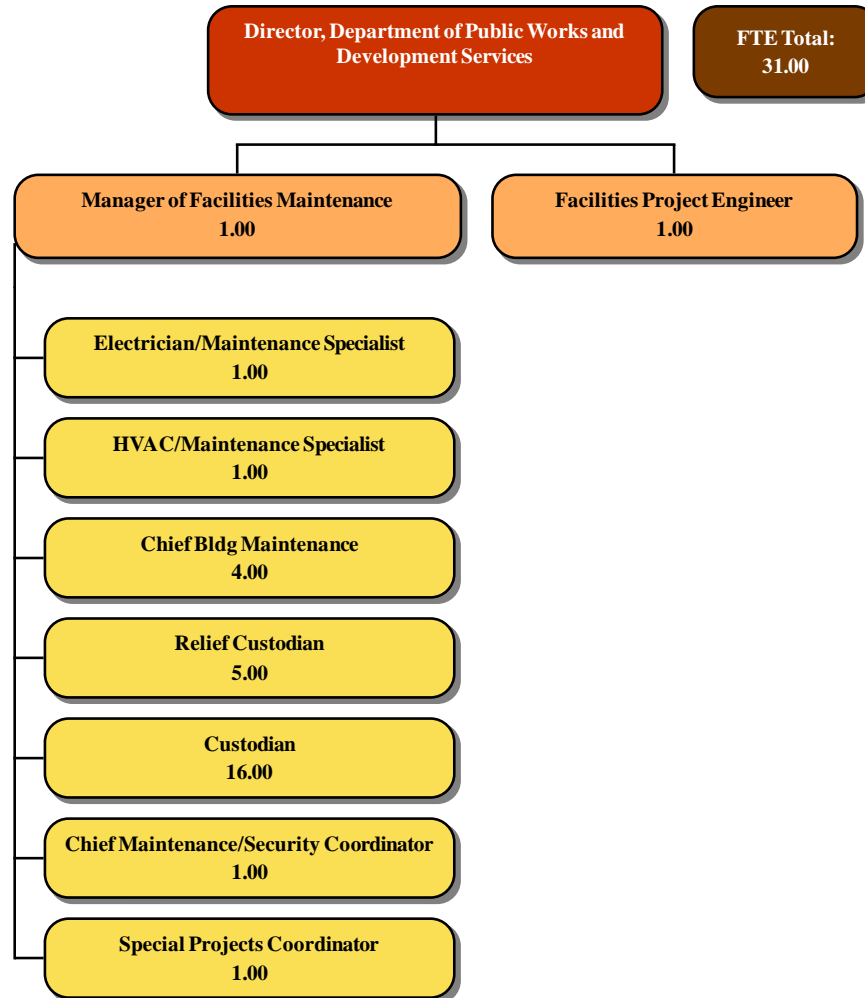 Director, Department of Public Works and
Development Services
FTE Total:
31.00
Manager of Facilities Maintenance
1.00
Facilities Project Engineer
1.00
Electrician/Maintenance Specialist
1.00
HVAC/Maintenance Specialist
1.00
Chief Bldg Maintenance
4.00
Relief Custodian
5.00
Custodian
16.00
Chief Maintenance/Security Coordinator
1.00
Special Projects Coordinator
1.00